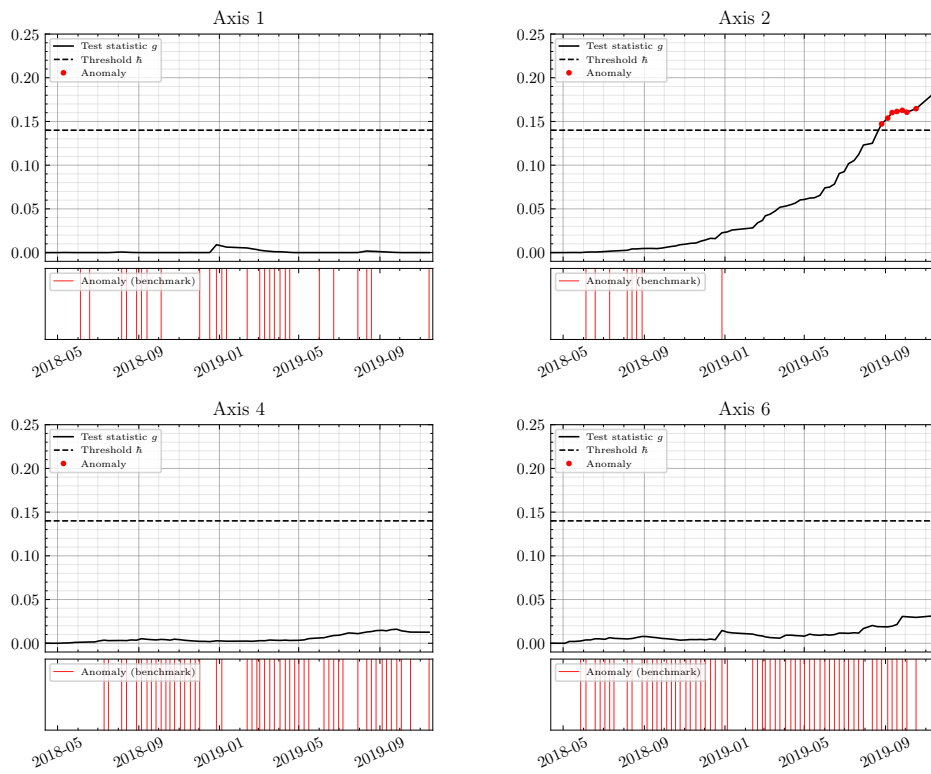 Axis 1
0.25
0.20
0.15
0.10
0.05
0.00
Test statistic g
Threshold ℏ
Anomaly
Anomaly (benchmark)
2018-05
2018-09
2019-01
2019-05
2019-09
Axis 2
0.25
0.20
0.15
0.10
0.05
0.00
Test statistic g
Threshold ℏ
Anomaly
Anomaly (benchmark)
2018-05
2018-09
2019-01
2019-05
2019-09
Axis 4
0.25
0.20
0.15
0.10
0.05
0.00
Test statistic g
Threshold ℏ
Anomaly
Anomaly (benchmark)
2018-05
2018-09
2019-01
2019-05
2019-09
Axis 6
0.25
0.20
0.15
0.10
0.05
0.00
Test statistic g
Threshold ℏ
Anomaly
Anomaly (benchmark)
2018-05
2018-09
2019-01
2019-05
2019-09